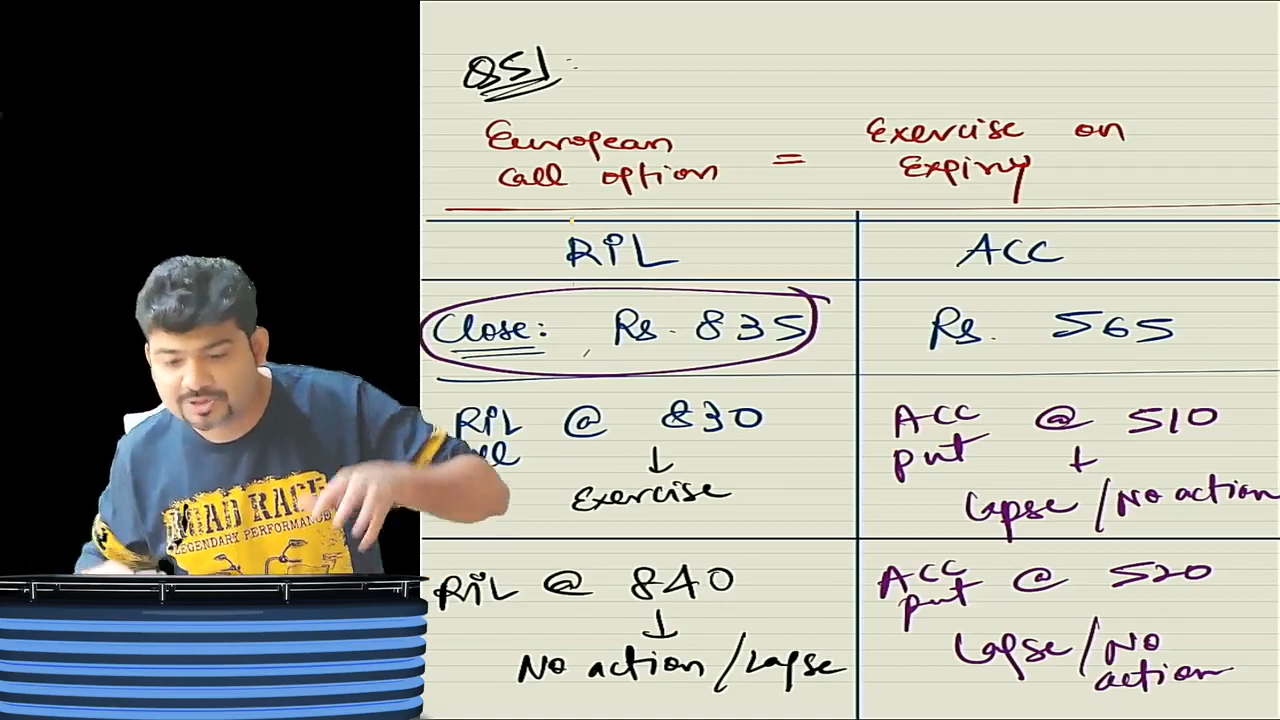 Q51:
European
call option = Exercise on
Expiry
RIL ACC
Close: Rs. 835 Rs. 565
RIL @ 830
↓
Exercise
ACC @ 510
put ↓
Lapse / No action
RIL @ 840
↓
No action / Lapse
ACC @ 520
put
Lapse / No
action
ROAD RACE
LEGENDARY PERFORMANCE